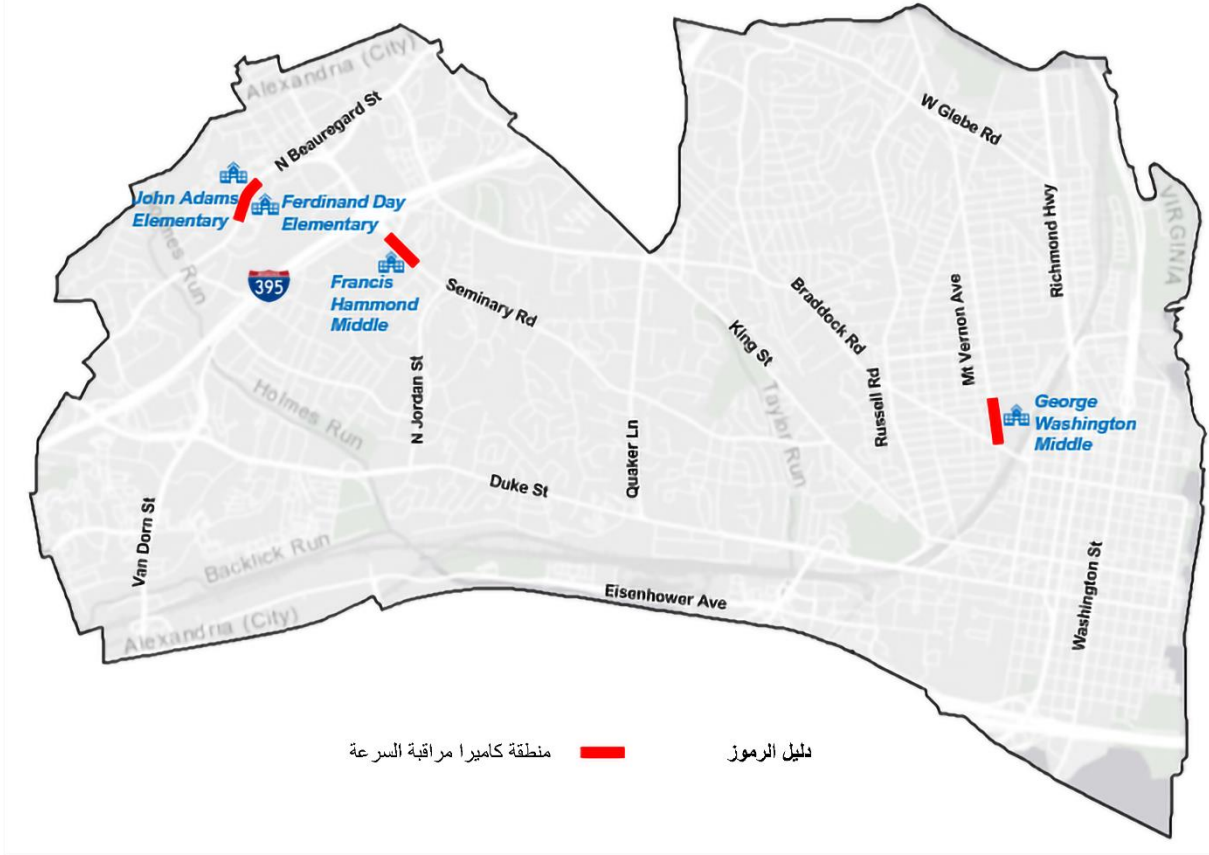 Alexandria (City)
N Beauregard St
W Glebe Rd
John Adams
Elementary
Ferdinand Day
Elementary
Holmes Run
395
Francis
Hammond
Middle
Seminary Rd
VIRGINIA
Richmond Hwy
Braddock Rd
King St
Mt Vernon Ave
N Jordan St
Holmes Run
Taylor Run
Russell Rd
George
Washington
Middle
Quaker Ln
Duke St
Van Dorn St
Backlick Run
Eisenhower Ave
Washington St
Alexandria (City)
دليل الرموز
منطقة كاميرا مراقبة السرعة